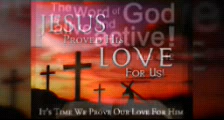 The Word of God
JESUS
PROVED HIS
LOVE
FOR US!
IT'S TIME WE PROVE OUR LOVE FOR HIM